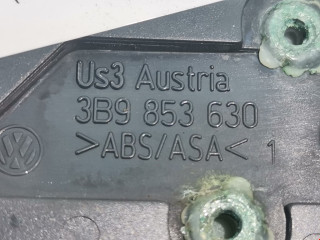 Us3 Austria
3B9 853 630
>ABS/ASA< 1